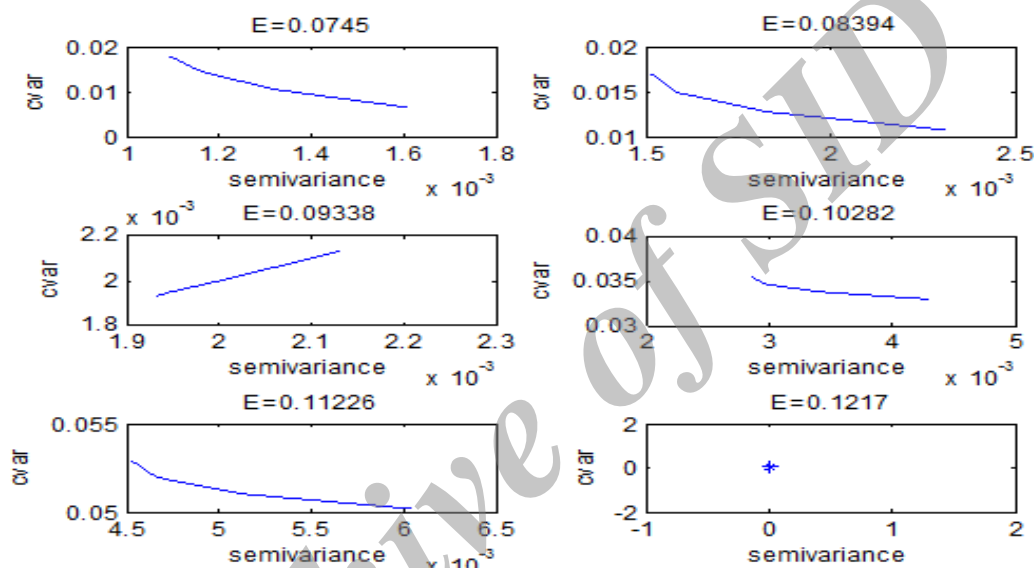 E=0.0745
0.02
0.01
0
cvar
1
1.2
1.4
1.6
1.8
semivariance
x 10^-3
E=0.08394
0.02
0.015
0.01
cvar
1.5
2
2.5
semivariance
x 10^-3
x 10^-3
E=0.09338
2.2
2
1.8
cvar
1.9
2
2.1
2.2
2.3
semivariance
x 10^-3
E=0.10282
0.04
0.035
0.03
cvar
2
3
4
5
semivariance
x 10^-3
E=0.11226
0.055
0.05
cvar
4.5
5
5.5
6
6.5
semivariance
x 10^-3
E=0.1217
2
0
-2
cvar
-1
0
1
2
semivariance
hive of SID